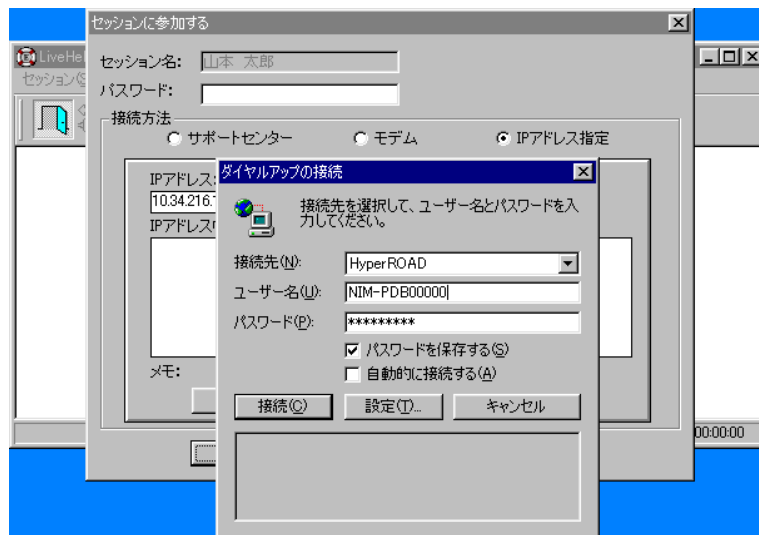 セッションに参加する
LiveHel
セッション(S
セッション名: 山本 太郎
パスワード:
接続方法
サポートセンター モデム IPアドレス指定
IPアドレス:
10.34.216.
IPアドレス
メモ:
ダイヤルアップの接続
接続先を選択して、ユーザー名とパスワードを入
力してください。
接続先(N): HyperROAD
ユーザー名(U): NIM-PDB00000
パスワード(P): *********
パスワードを保存する(S)
自動的に接続する(A)
接続(C) 設定(T)... キャンセル
00:00:00